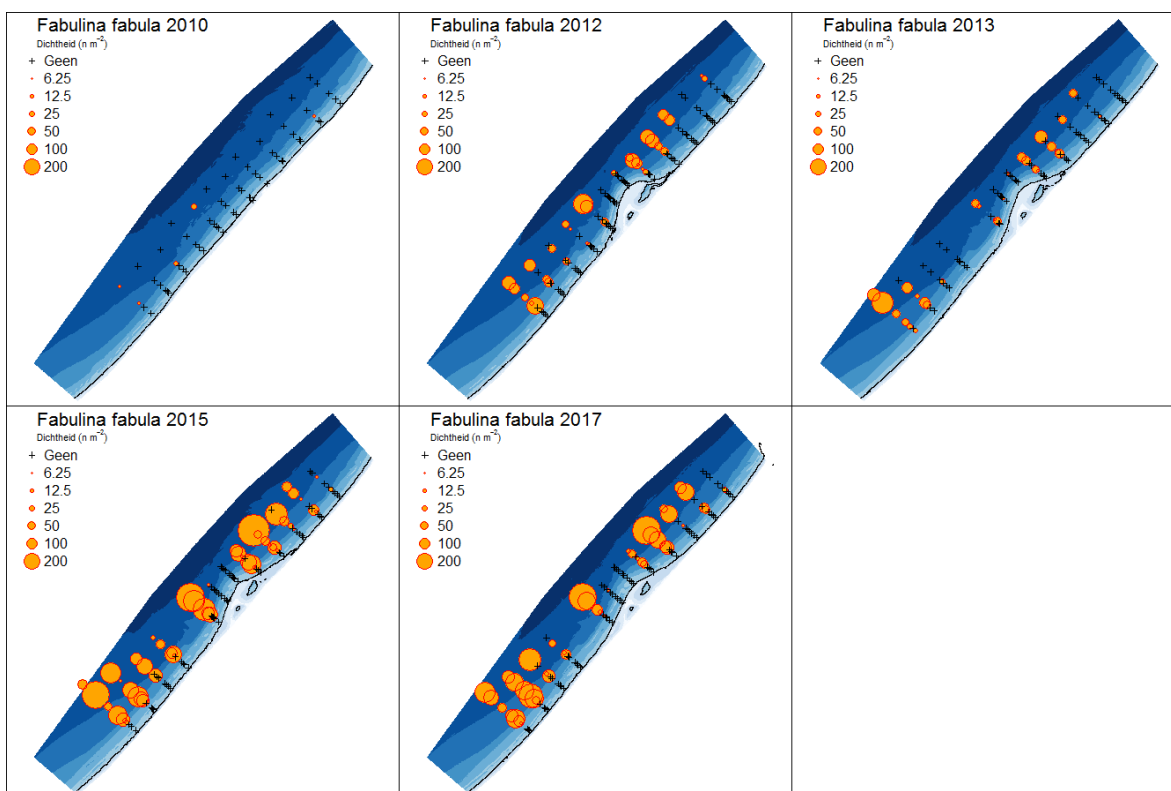 Fabulina fabula 2010
Dichtheid (n m⁻²)
Geen
6.25
12.5
25
50
100
200
Fabulina fabula 2012
Dichtheid (n m⁻²)
Geen
6.25
12.5
25
50
100
200
Fabulina fabula 2013
Dichtheid (n m⁻²)
Geen
6.25
12.5
25
50
100
200
Fabulina fabula 2015
Dichtheid (n m⁻²)
Geen
6.25
12.5
25
50
100
200
Fabulina fabula 2017
Dichtheid (n m⁻²)
Geen
6.25
12.5
25
50
100
200